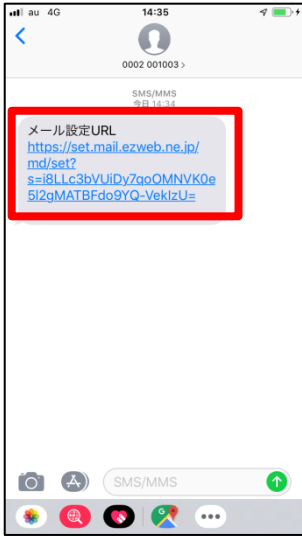 au 4G 14:35
0002 001003 >
SMS/MMS
今日 14:34
メール設定URL
https://set.mail.ezweb.ne.jp/
md/set?
s=i8LLc3bVUiDy7qoOMNVK0e
5l2gMATBFdo9YQ-VekIzU=
SMS/MMS